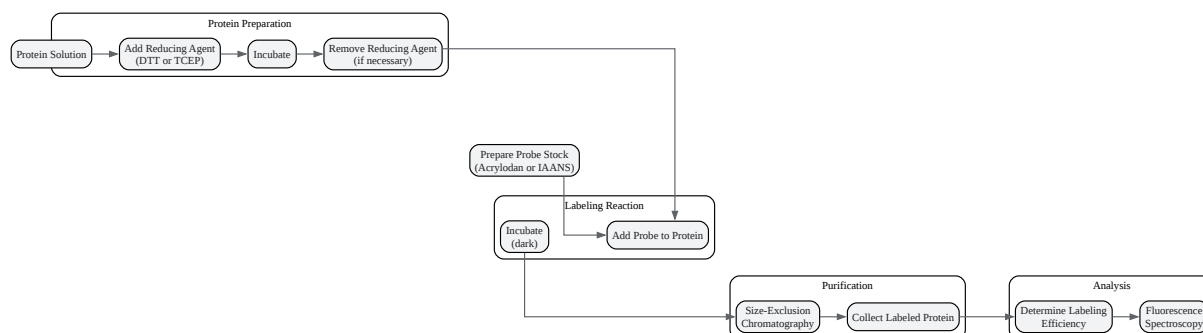 Protein Preparation
Protein Solution
Add Reducing Agent
(DTT or TCEP)
Incubate
Remove Reducing Agent
(if necessary)
Prepare Probe Stock
(Acrylodan or IAANS)
Labeling Reaction
Incubate
(dark)
Add Probe to Protein
Purification
Size-Exclusion
Chromatography
Collect Labeled Protein
Analysis
Determine Labeling
Efficiency
Fluorescence
Spectroscopy